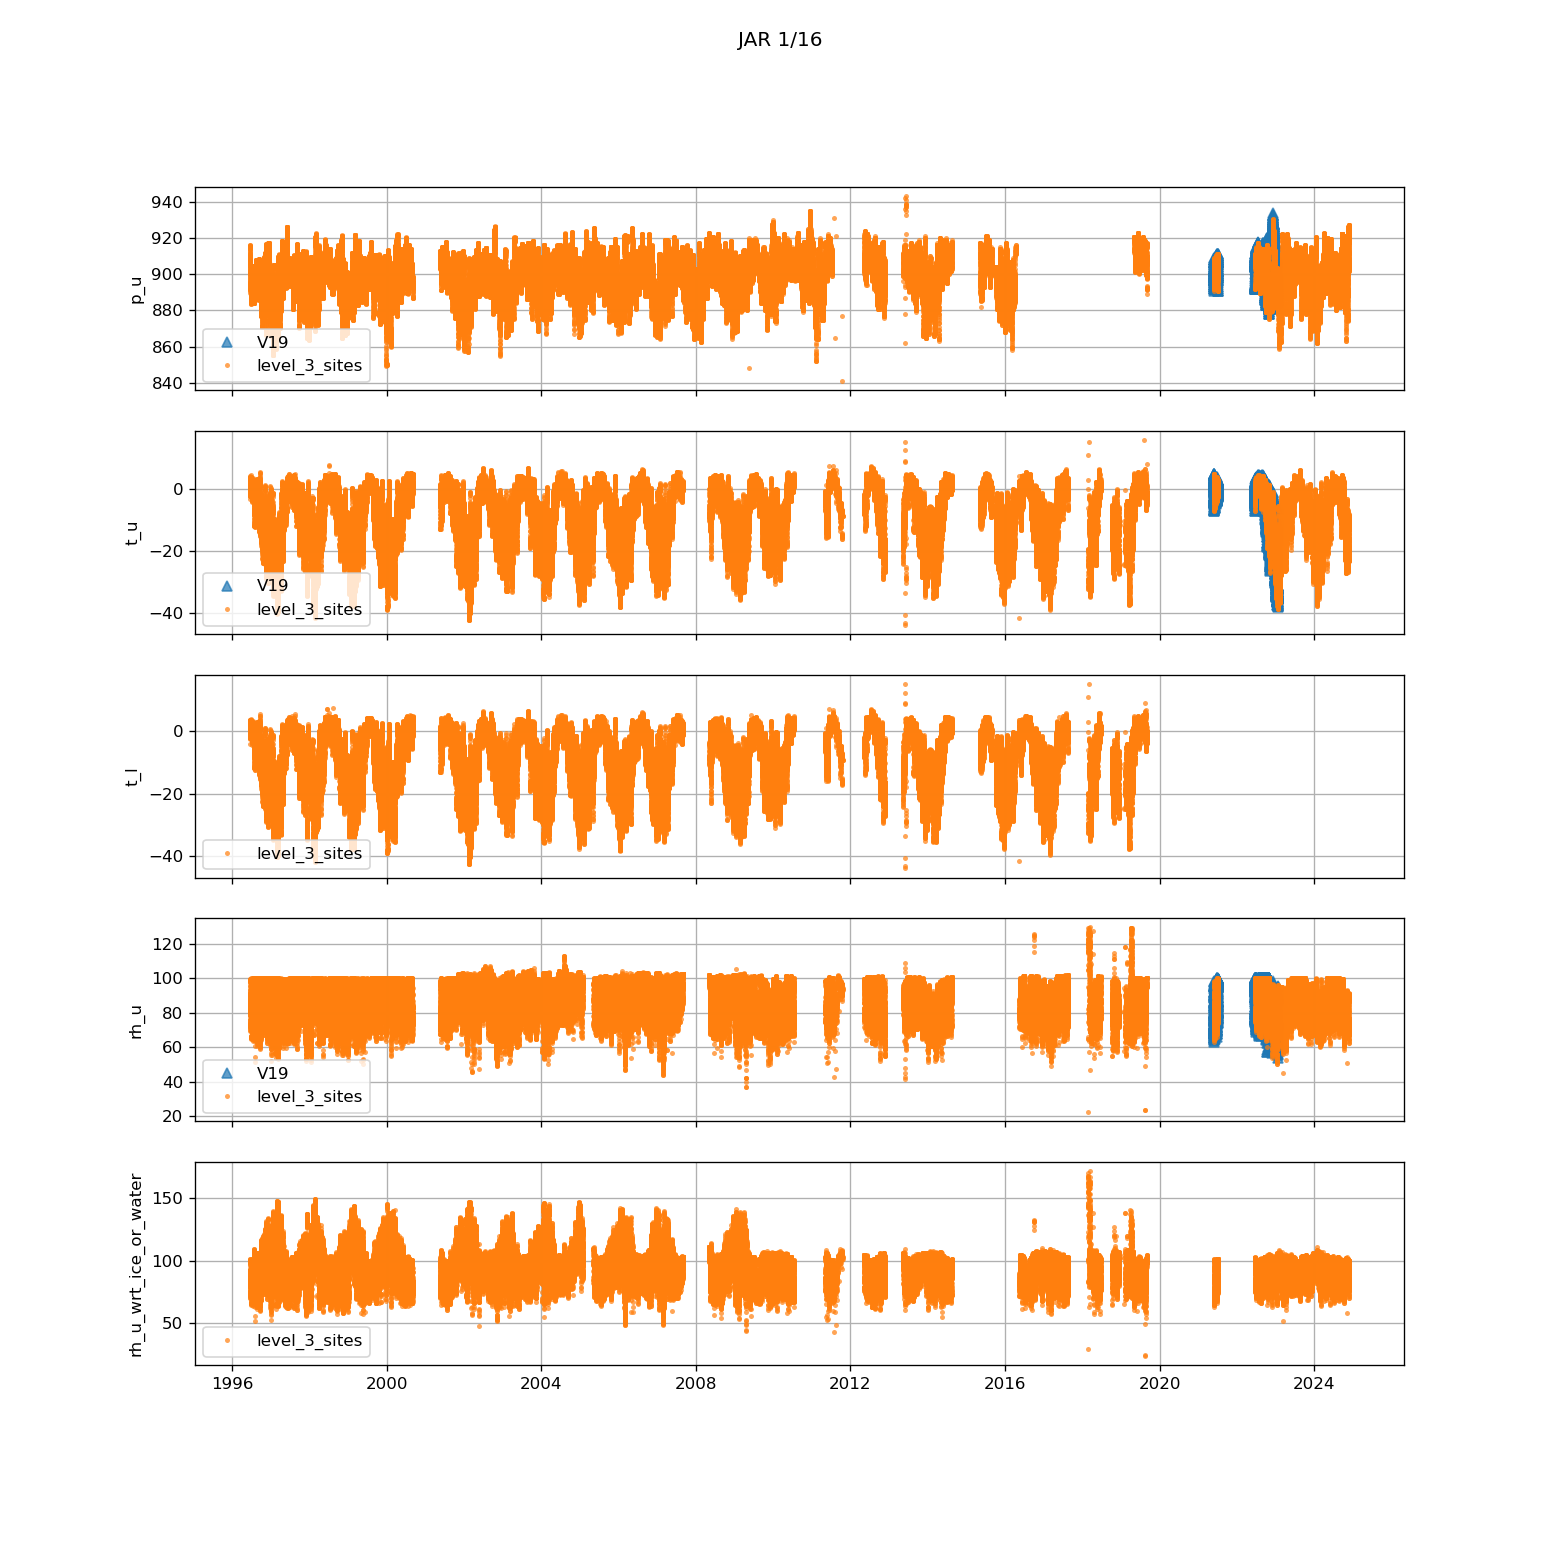 JAR 1/16
940
920
900
880
860
840
p_u
V19
level_3_sites
0
−20
−40
t_u
V19
level_3_sites
0
−20
−40
t_l
level_3_sites
120
100
80
60
40
20
rh_u
V19
level_3_sites
150
100
50
rh_u_wrt_ice_or_water
level_3_sites
1996 2000 2004 2008 2012 2016 2020 2024